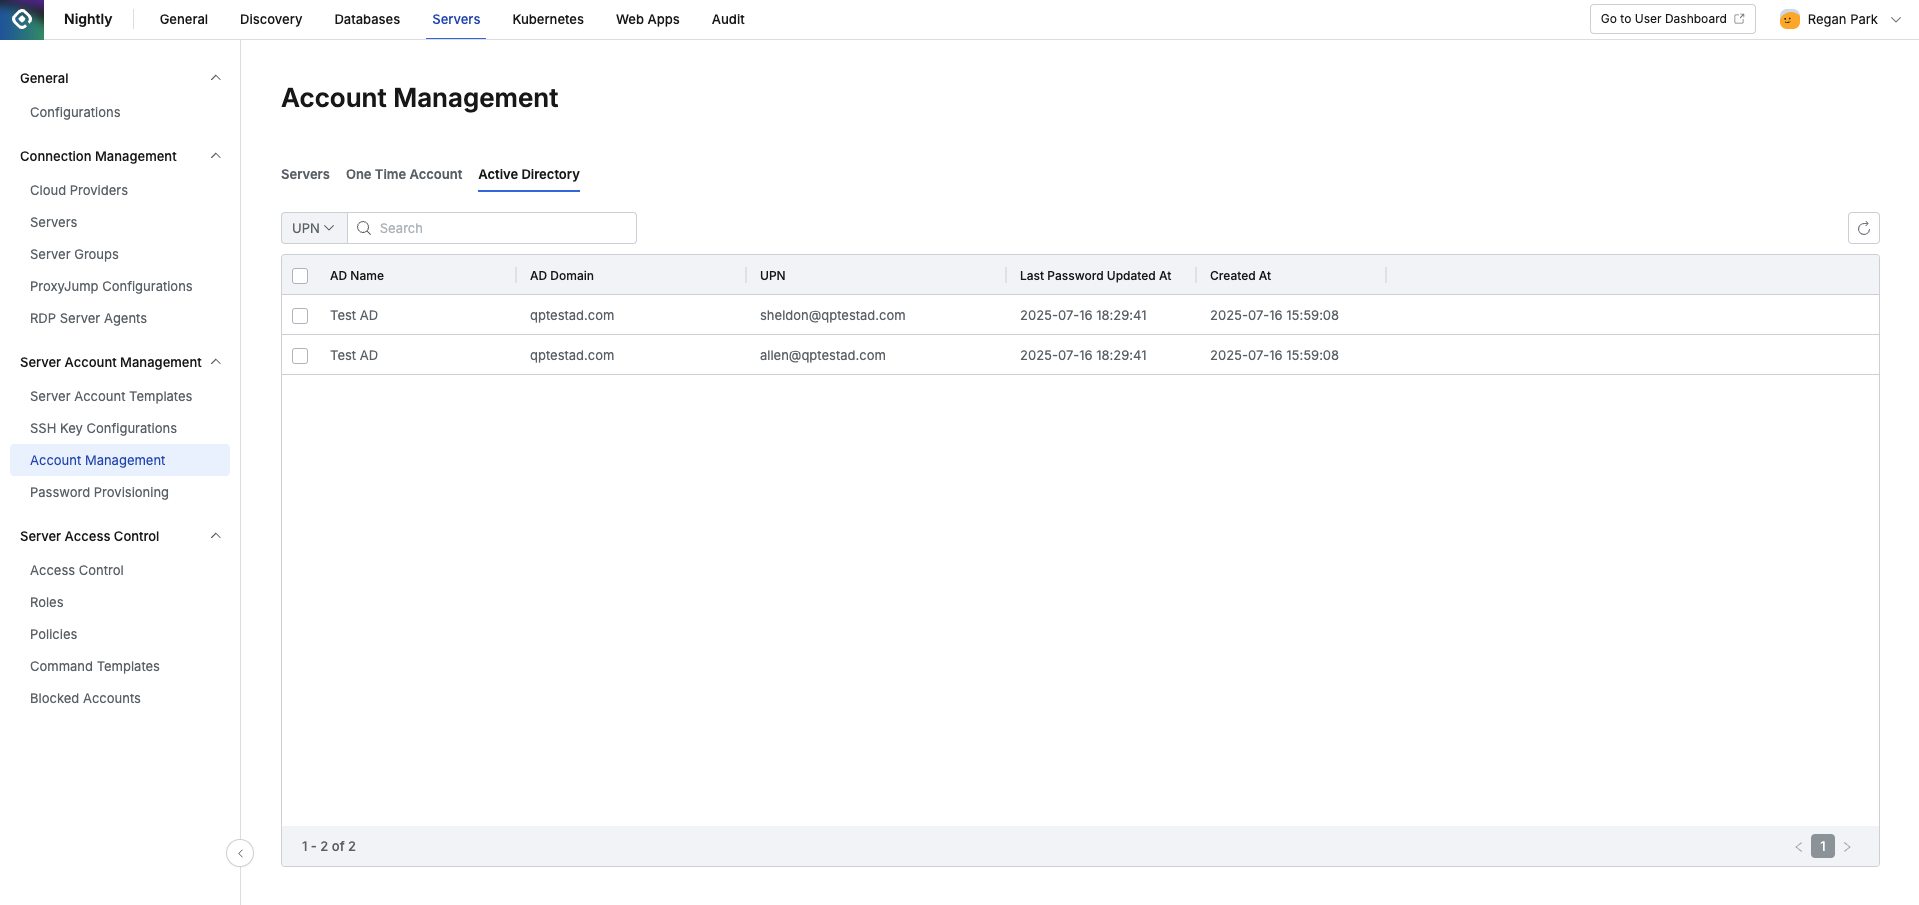 Nightly General Discovery Databases Servers Kubernetes Web Apps Audit Go to User Dashboard Regan Park
General
Configurations
Connection Management
Cloud Providers
Servers
Server Groups
ProxyJump Configurations
RDP Server Agents
Server Account Management
Server Account Templates
SSH Key Configurations
Account Management
Password Provisioning
Server Access Control
Access Control
Roles
Policies
Command Templates
Blocked Accounts
Account Management
Servers One Time Account Active Directory
UPN Search
AD Name AD Domain UPN Last Password Updated At Created At
Test AD qptestad.com sheldon@qptestad.com 2025-07-16 18:29:41 2025-07-16 15:59:08
Test AD qptestad.com allen@qptestad.com 2025-07-16 18:29:41 2025-07-16 15:59:08
1 - 2 of 2 1